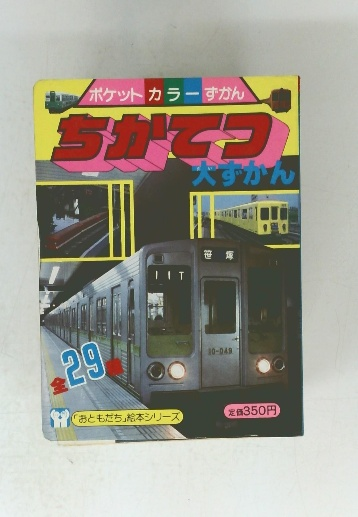 ポケットカラーずかん
ちかてつ
大ずかん
笹塚
11T
10-049
全29種
「おともだち」絵本シリーズ
定価350円